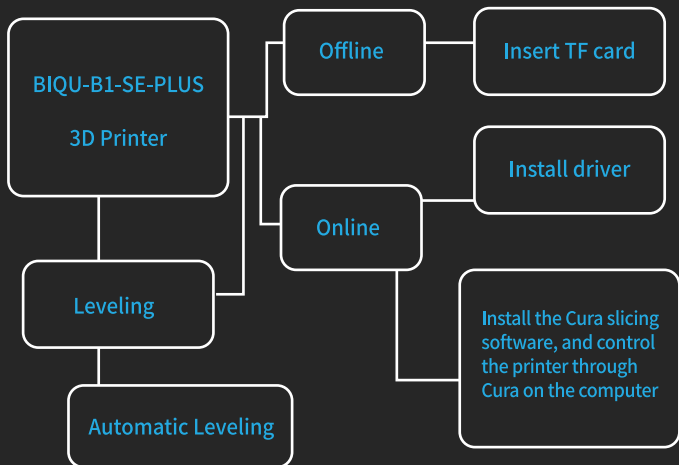 BIQU-B1-SE-PLUS
3D Printer
Offline
Insert TF card
Install driver
Online
Leveling
Install the Cura slicing
software, and control
the printer through
Cura on the computer
Automatic Leveling